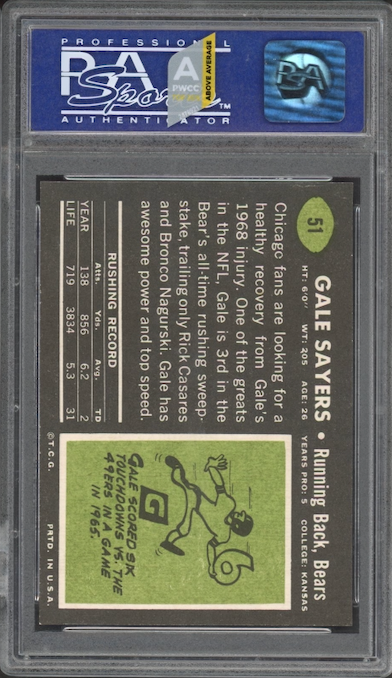 PROFESSIONAL
PSA
Sports
AUTHENTICATOR
TM
A
PWCC
ABOVE AVERAGE
PSA
51
GALE SAYERS • Running Back, Bears
HT: 6'0" WT: 205 AGE: 26 YEARS PRO: 5 COLLEGE: KANSAS
Chicago fans are looking for a
healthy recovery from Gale's
1968 injury. One of the greats
in the NFL, Gale is 3rd in the
Bear's all-time rushing sweep-
stake, trailing only Rick Casares
and Bronco Nagurski. Gale has
awesome power and top speed.
RUSHING RECORD
Atts. Yds. Avg. TD
YEAR 138 856 6.2 2
LIFE 719 3834 5.3 31
6
G
GALE SCORED SIX
TOUCHDOWNS VS. THE
49ERS IN A GAME
IN 1965.
©T.C.G. PRTD. IN U.S.A.